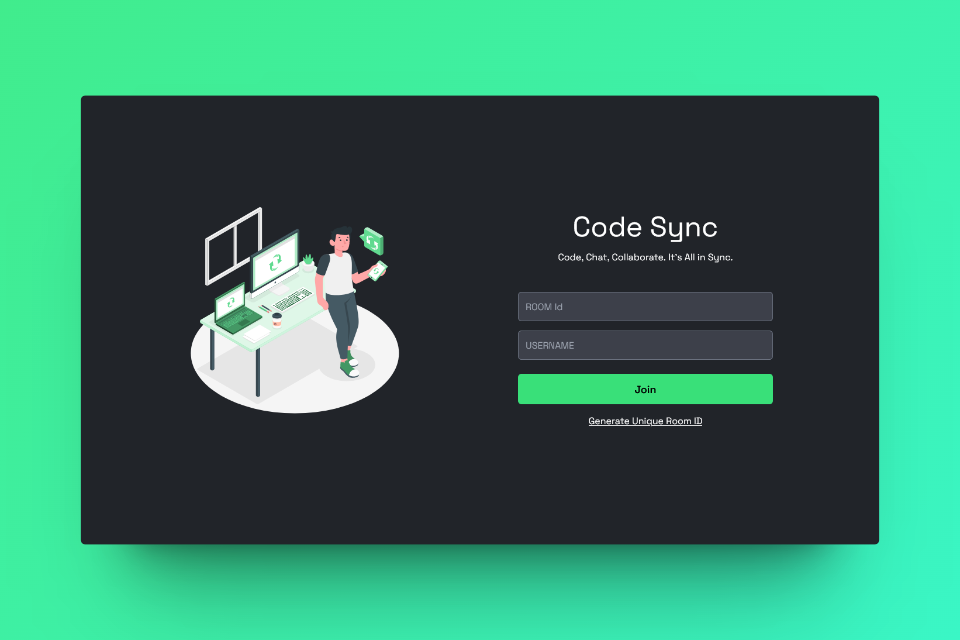 Code Sync
Code, Chat, Collaborate. It's All in Sync.
ROOM Id
USERNAME
Join
Generate Unique Room ID